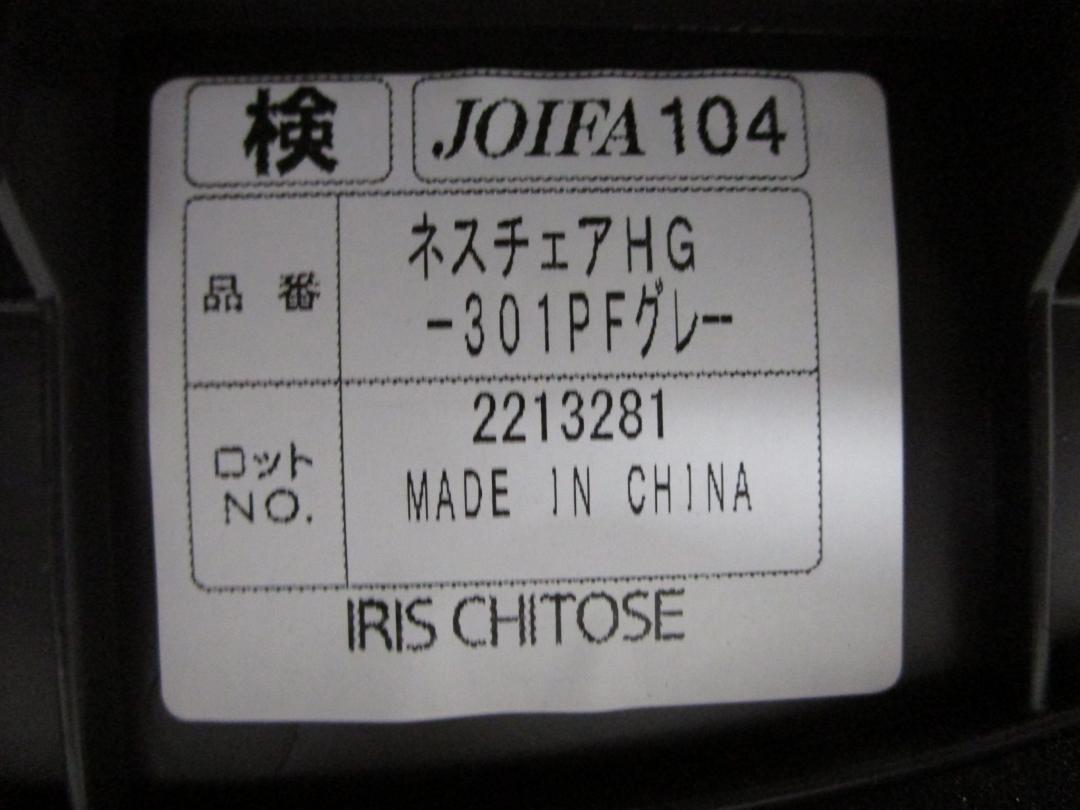 検
JOIFA 104
品番
ネスチェアHG
-301PFグレー
ロット
NO.
2213281
MADE IN CHINA
IRIS CHITOSE